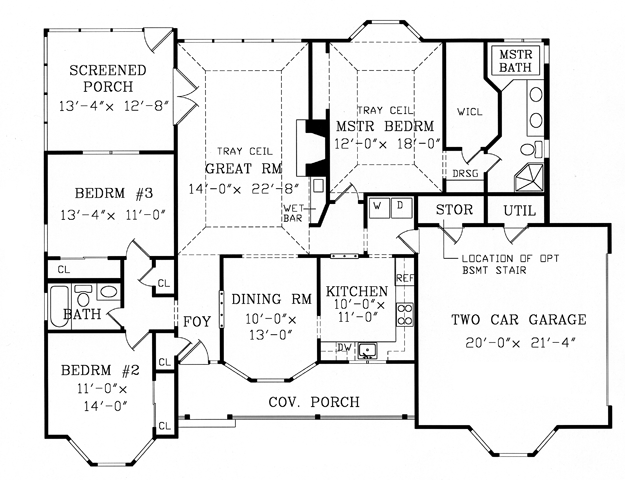 SCREENED
PORCH
13'-4"x 12'-8"
TRAY CEIL
GREAT RM
14'-0"x 22'-8"
TRAY CEIL
MSTR BEDRM
12'-0"x 18'-0"
WICL
MSTR
BATH
DRSG
BEDRM #3
13'-4"x 11'-0"
CL
CL
WET
BAR
W
D
STOR
UTIL
LOCATION OF OPT
BSMT STAIR
BATH
FOY
DINING RM
10'-0"x
13'-0"
KITCHEN
10'-0"x
11'-0"
REF
DW
TWO CAR GARAGE
20'-0"x 21'-4"
BEDRM #2
11'-0"x
14'-0"
CL
CL
COV. PORCH